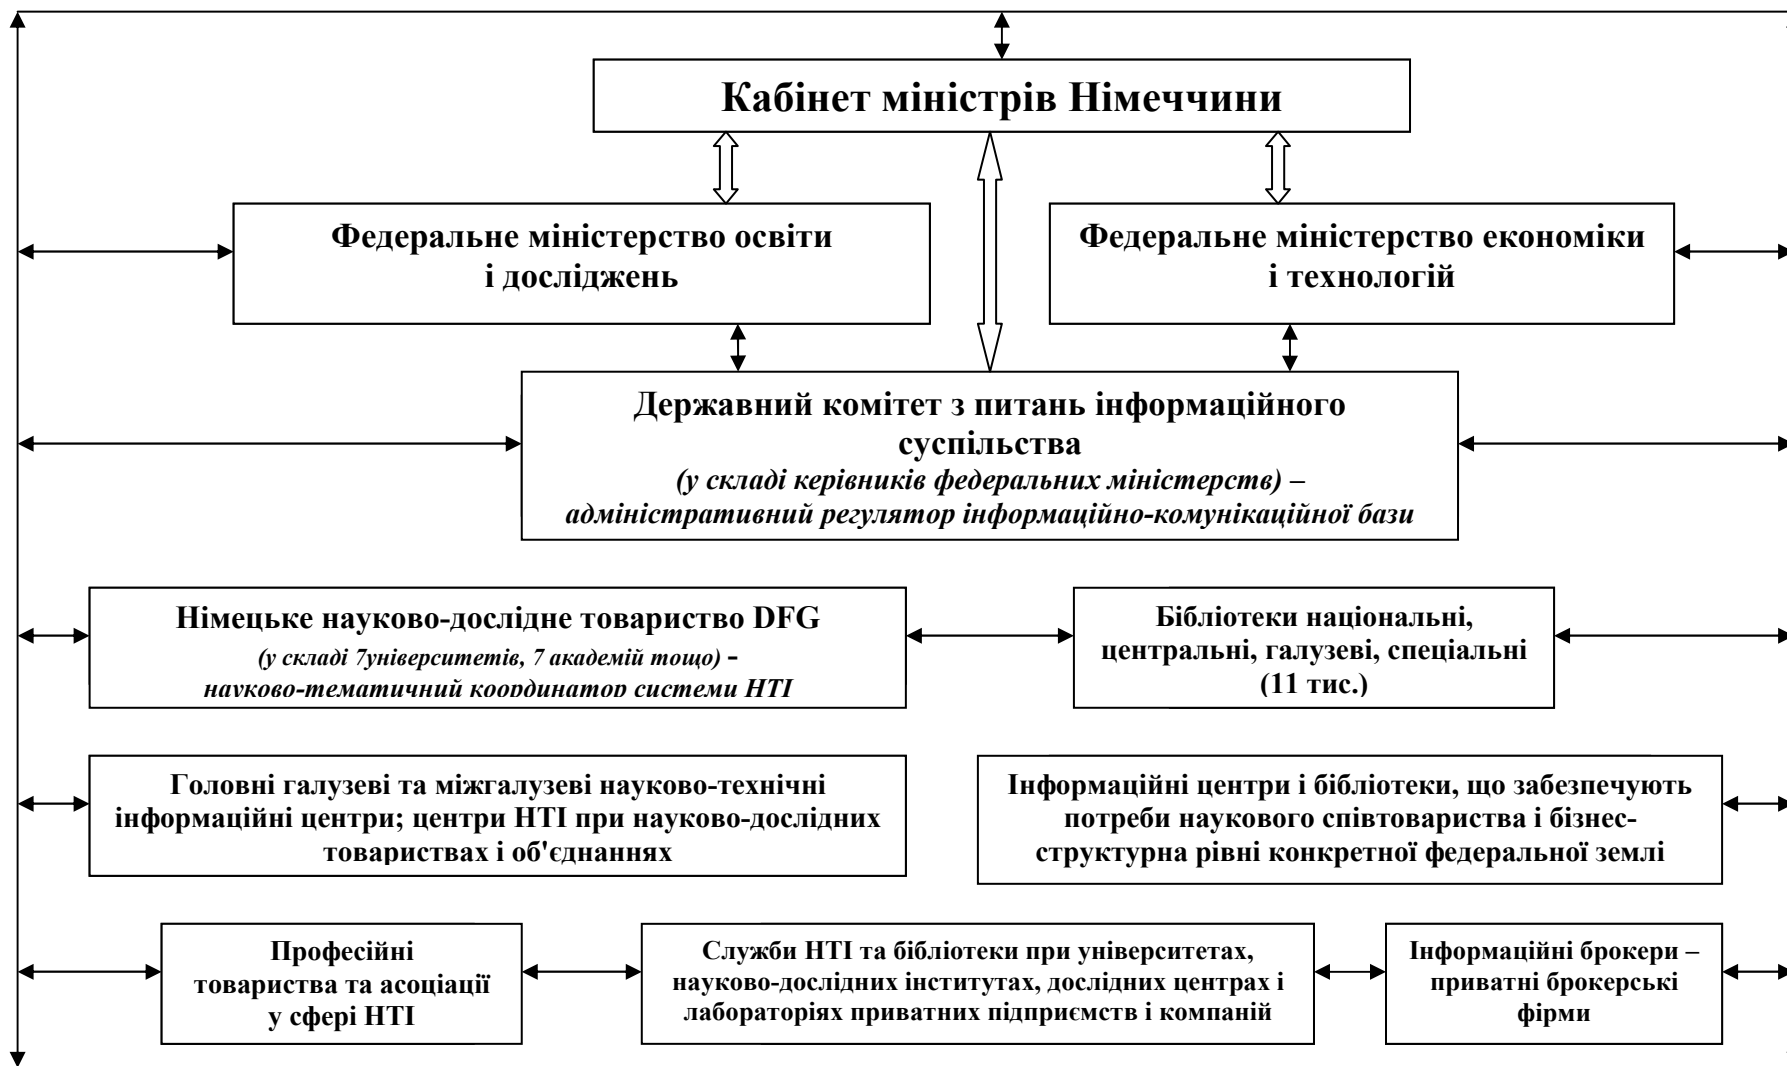 Кабінет міністрів Німеччини
Федеральне міністерство освіти
і досліджень
Федеральне міністерство економіки
і технологій
Державний комітет з питань інформаційного
суспільства
(у складі керівників федеральних міністерств) –
адміністративний регулятор інформаційно-комунікаційної бази
Німецьке науково-дослідне товариство DFG
(у складі 7університетів, 7 академій тощо) -
науково-тематичний координатор системи НТІ
Бібліотеки національні,
центральні, галузеві, спеціальні
(11 тис.)
Головні галузеві та міжгалузеві науково-технічні
інформаційні центри; центри НТІ при науково-дослідних
товариствах і об'єднаннях
Інформаційні центри і бібліотеки, що забезпечують
потреби наукового співтовариства і бізнес-
структурна рівні конкретної федеральної землі
Професійні
товариства та асоціації
у сфері НТІ
Служби НТІ та бібліотеки при університетах,
науково-дослідних інститутах, дослідних центрах і
лабораторіях приватних підприємств і компаній
Інформаційні брокери –
приватні брокерські
фірми